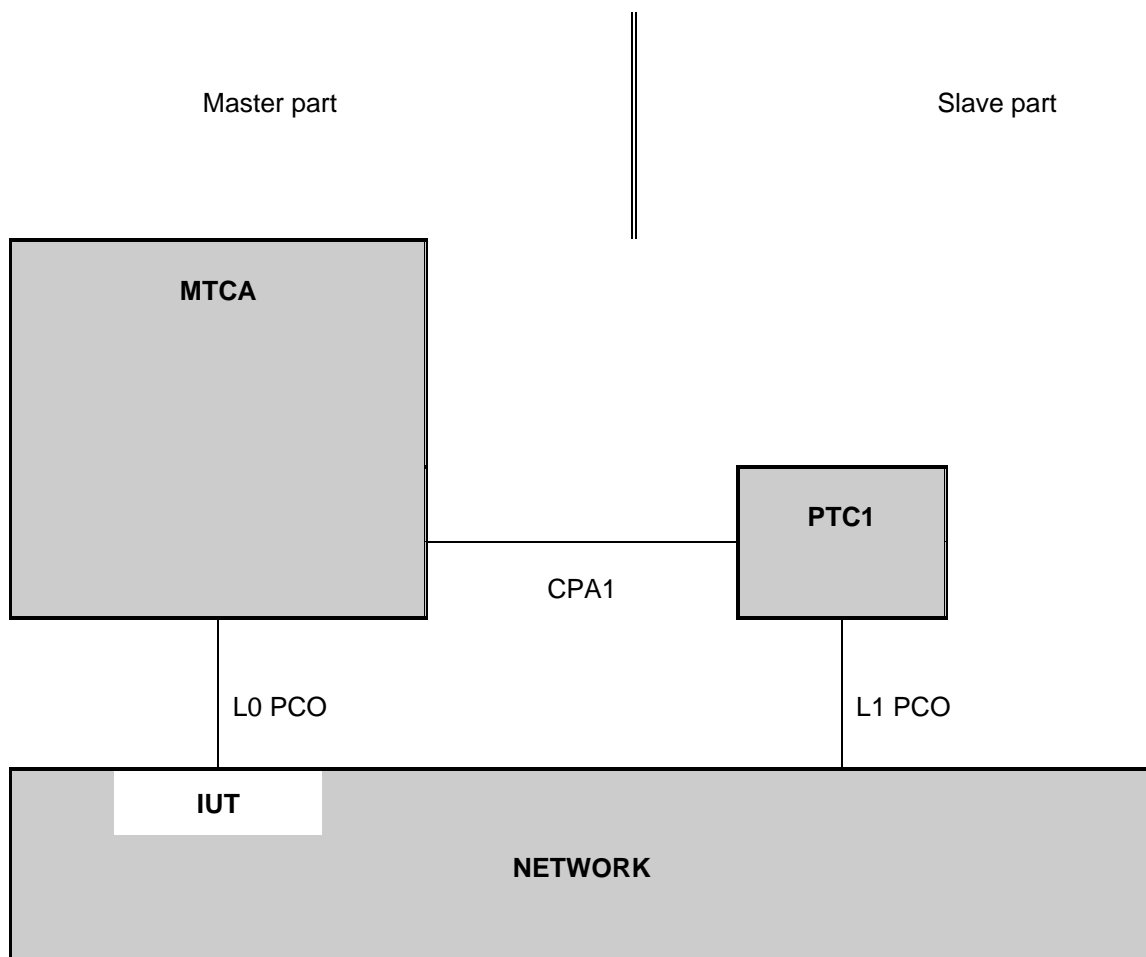 Master part
Slave part
MTCA
PTC1
CPA1
L0 PCO
L1 PCO
IUT
NETWORK